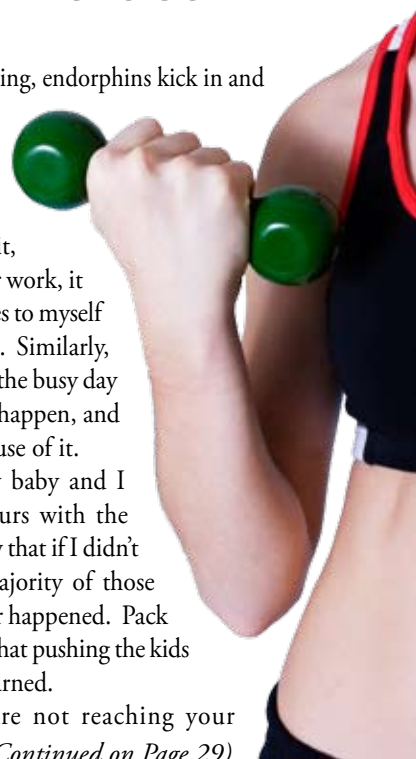 ing, endorphins kick in and
it,
work, it
es to myself
. Similarly,
the busy day
happen, and
use of it.
baby and I
urs with the
that if I didn't
ajority of those
happened. Pack
hat pushing the kids
urned.
re not reaching your
Continued on Page 29)